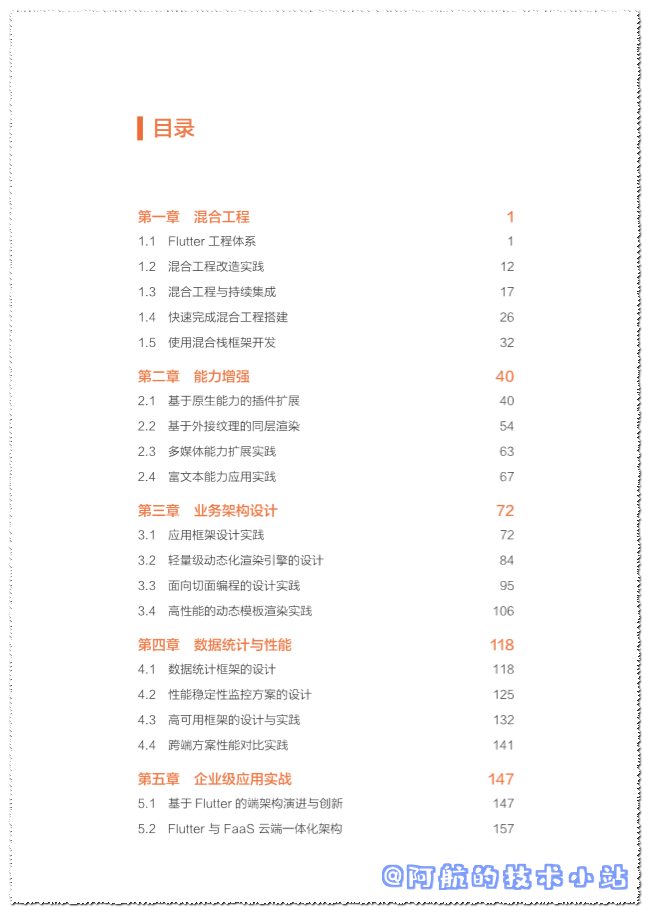 目录
第一章 混合工程 1
1.1 Flutter 工程体系 1
1.2 混合工程改造实践 12
1.3 混合工程与持续集成 17
1.4 快速完成混合工程搭建 26
1.5 使用混合栈框架开发 32
第二章 能力增强 40
2.1 基于原生能力的插件扩展 40
2.2 基于外接纹理的同层渲染 54
2.3 多媒体能力扩展实践 63
2.4 富文本能力应用实践 67
第三章 业务架构设计 72
3.1 应用框架设计实践 72
3.2 轻量级动态化渲染引擎的设计 84
3.3 面向切面编程的设计实践 95
3.4 高性能的动态模板渲染实践 106
第四章 数据统计与性能 118
4.1 数据统计框架的设计 118
4.2 性能稳定性监控方案的设计 125
4.3 高可用框架的设计与实践 132
4.4 跨端方案性能对比实践 141
第五章 企业级应用实战 147
5.1 基于 Flutter 的端架构演进与创新 147
5.2 Flutter 与 FaaS 云端一体化架构 157
@阿航的技术小站